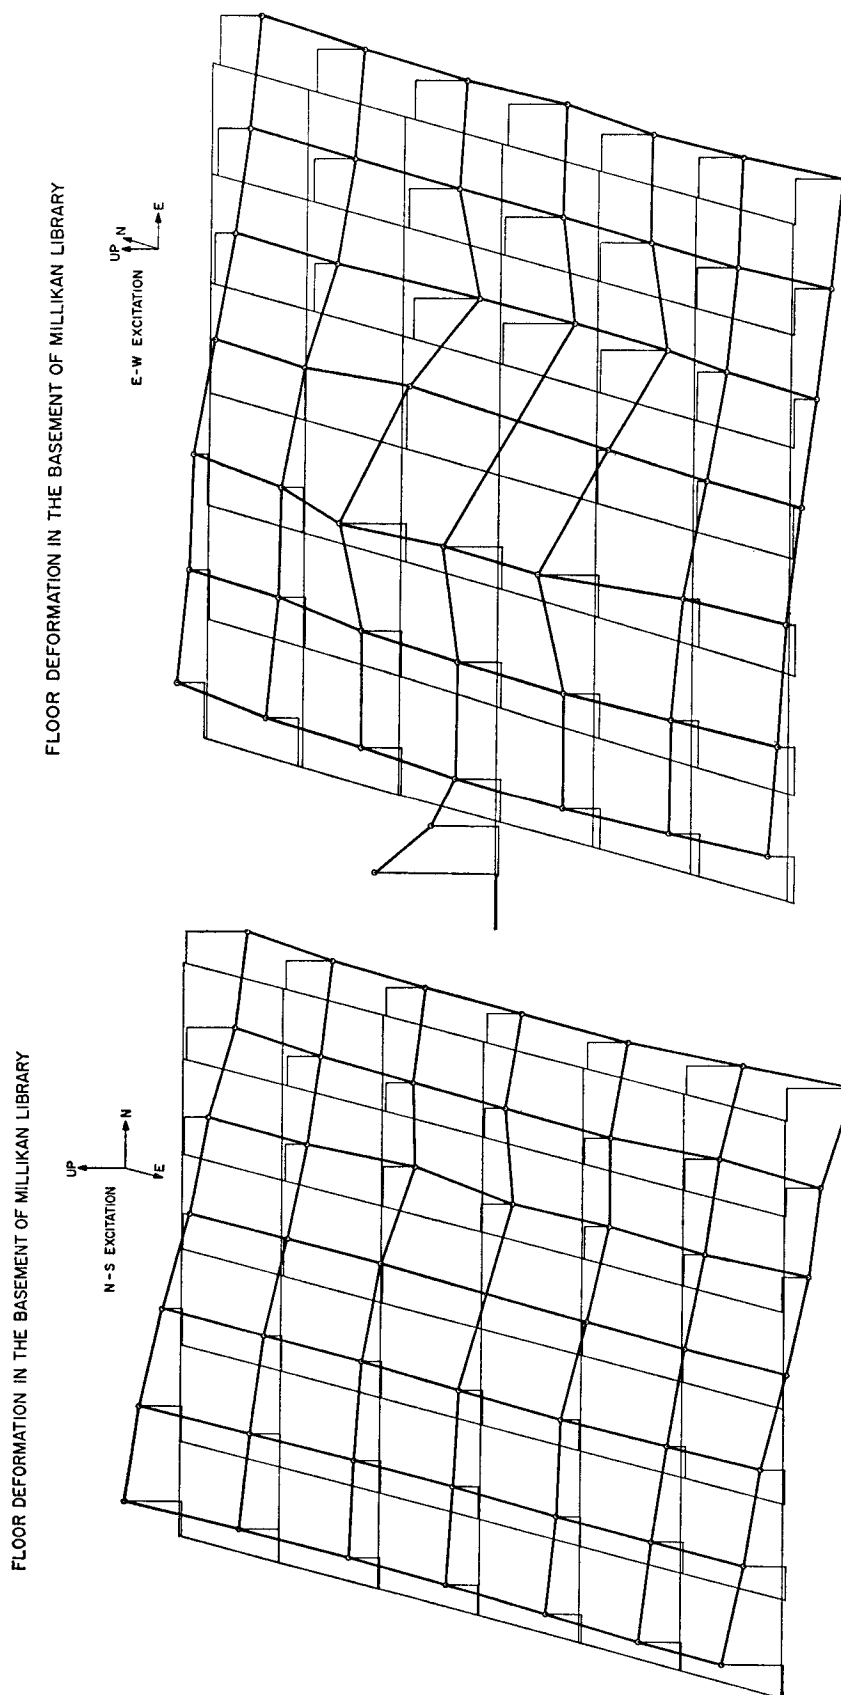 FLOOR DEFORMATION IN THE BASEMENT OF MILLIKAN LIBRARY
E-W EXCITATION
UP
N
E
FLOOR DEFORMATION IN THE BASEMENT OF MILLIKAN LIBRARY
N-S EXCITATION
UP
N
E